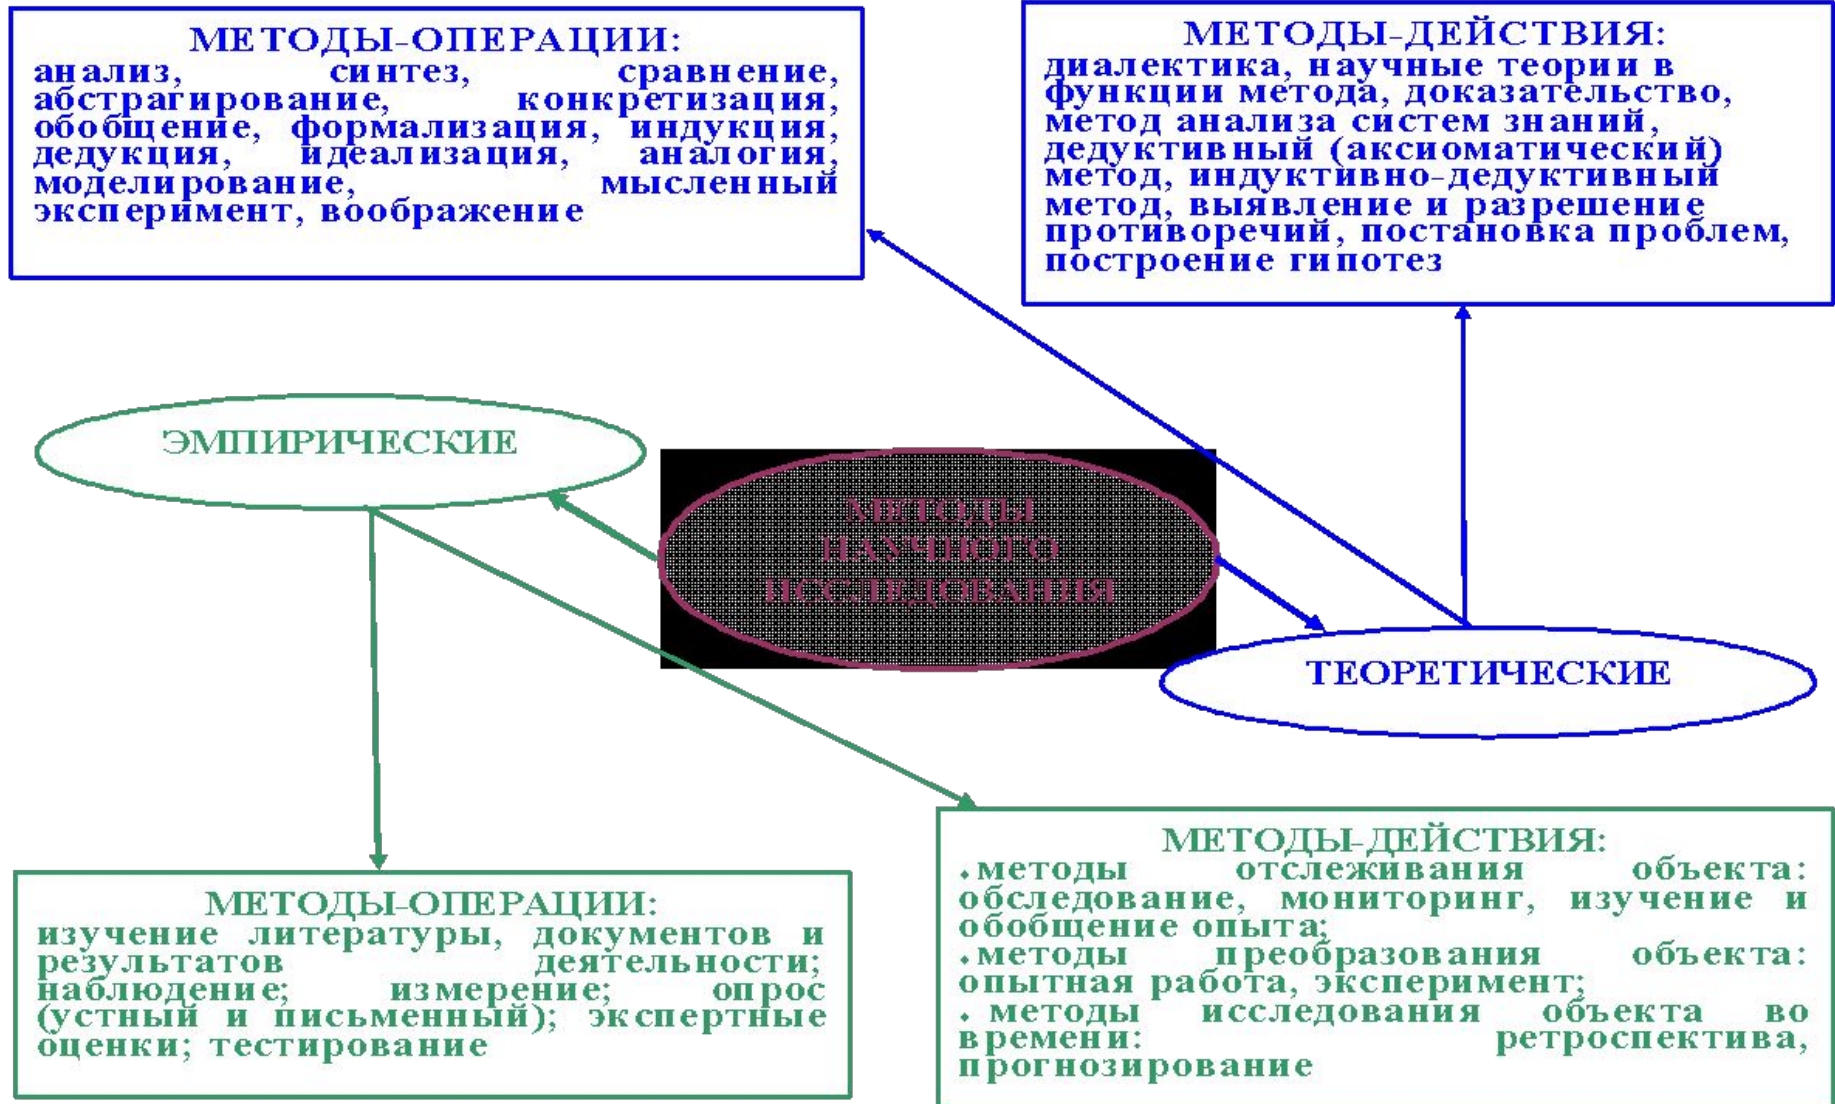 МЕТОДЫ-ОПЕРАЦИИ:
анализ, синтез, сравнение,
абстрагирование, конкретизация,
обобщение, формализация, индукция,
дедукция, идеализация, аналогия,
моделирование, мысленный
эксперимент, воображение
МЕТОДЫ-ДЕЙСТВИЯ:
диалектика, научные теории в
функции метода, доказательство,
метод анализа систем знаний,
дедуктивный (аксиоматический)
метод, индуктивно-дедуктивный
метод, выявление и разрешение
противоречий, постановка проблем,
построение гипотез
ЭМПИРИЧЕСКИЕ
МЕТОДЫ
НАУЧНОГО
ИССЛЕДОВАНИЯ
ТЕОРЕТИЧЕСКИЕ
МЕТОДЫ-ОПЕРАЦИИ:
изучение литературы, документов и
результатов деятельности;
наблюдение; измерение; опрос
(устный и письменный); экспертные
оценки; тестирование
МЕТОДЫ-ДЕЙСТВИЯ:
•методы отслеживания объекта:
обследование, мониторинг, изучение и
обобщение опыта;
•методы преобразования объекта:
опытная работа, эксперимент;
• методы исследования объекта во
времени: ретроспектива,
прогнозирование